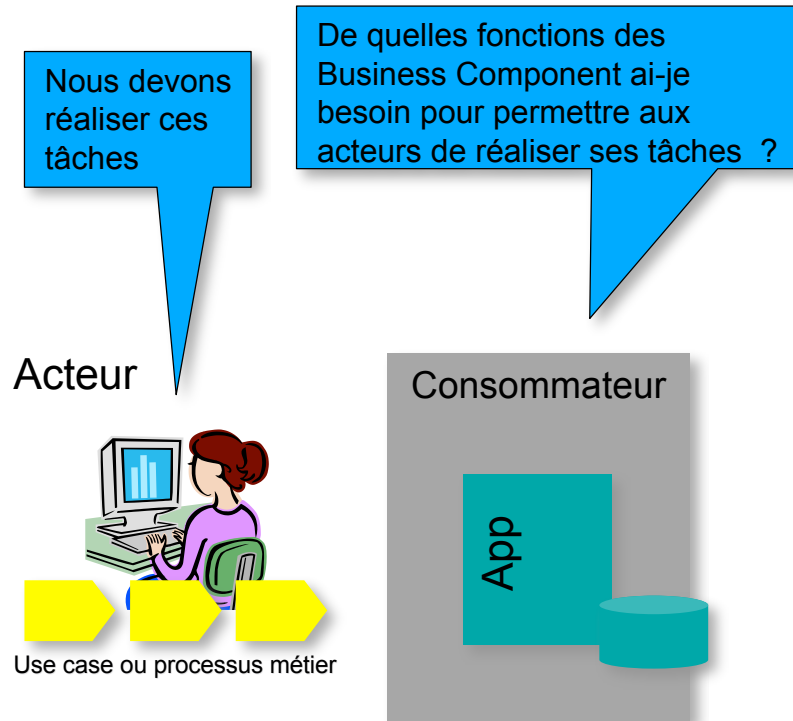 Nous devons
réaliser ces
tâches
De quelles fonctions des
Business Component ai-je
besoin pour permettre aux
acteurs de réaliser ses tâches  ?
Acteur
Consommateur
App
Use case ou processus métier